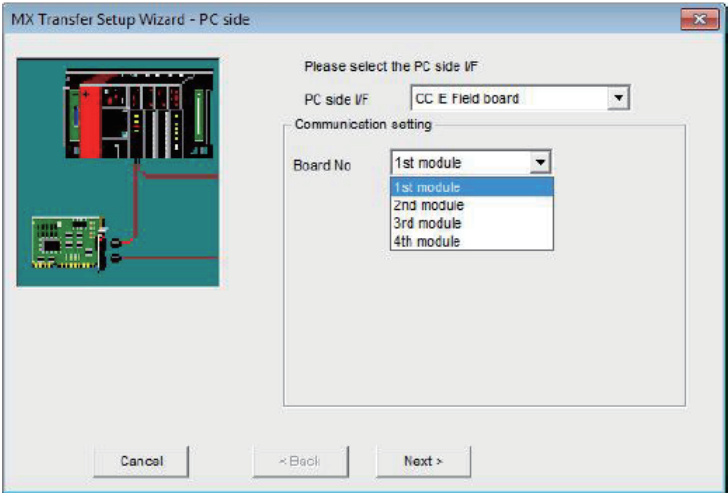 MX Transfer Setup Wizard - PC side
Please select the PC side I/F
PC side I/F CC IE Field board
Communication setting
Board No 1st module
1st module
2nd module
3rd module
4th module
Cancel < Back Next >